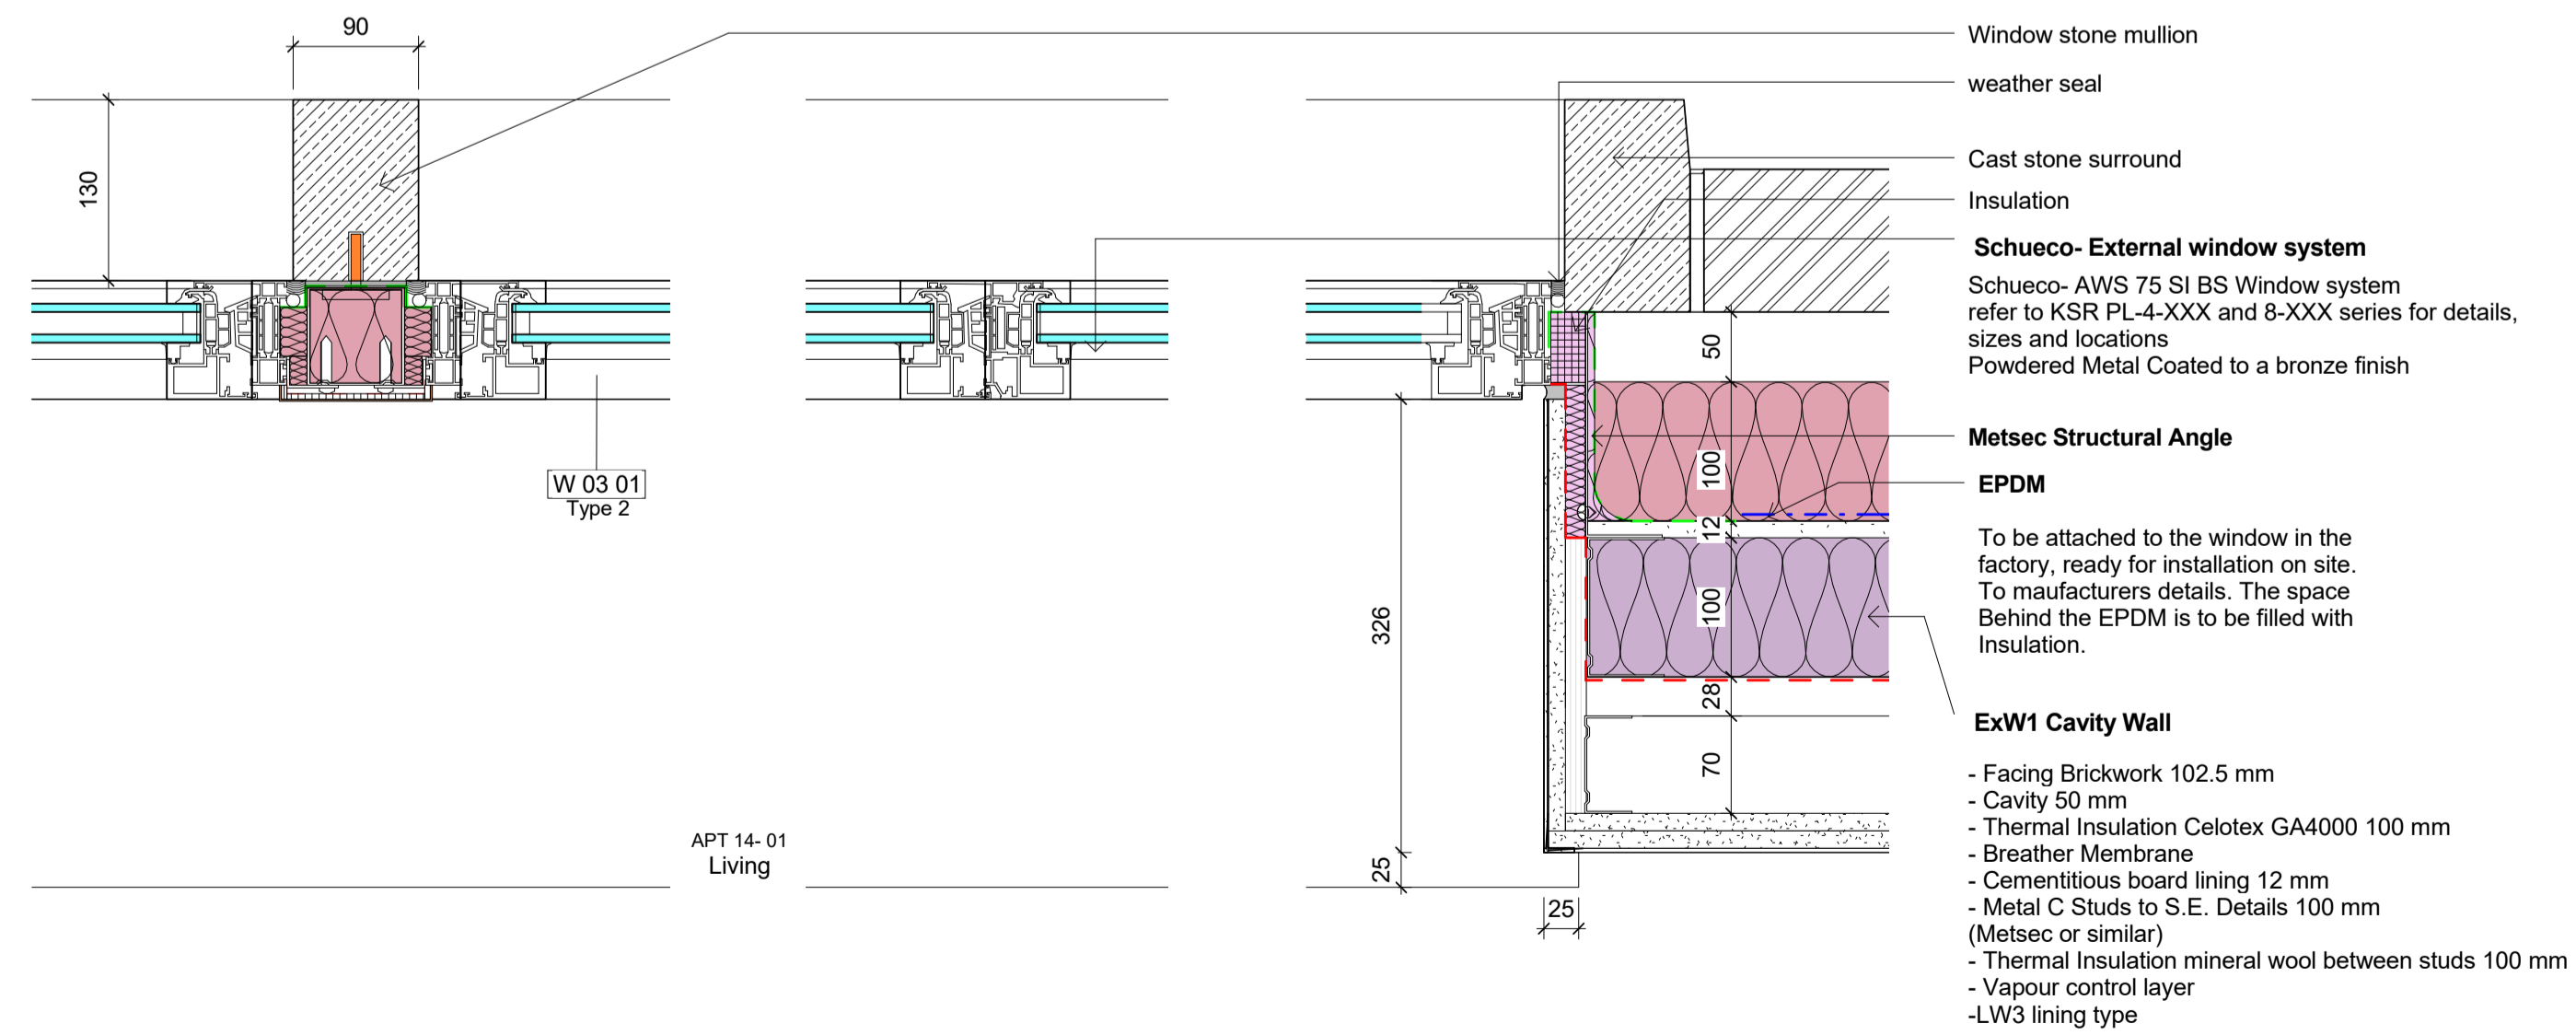 90
130
W 03 01
Type 2
APT 14- 01
Living
326
25
25
50
100
12
100
28
70
Window stone mullion
weather seal
Cast stone surround
Insulation
Schueco- External window system
Schueco- AWS 75 SI BS Window system
refer to KSR PL-4-XXX and 8-XXX series for details,
sizes and locations
Powdered Metal Coated to a bronze finish
Metsec Structural Angle
EPDM
To be attached to the window in the
factory, ready for installation on site.
To maufacturers details. The space
Behind the EPDM is to be filled with
Insulation.
ExW1 Cavity Wall
- Facing Brickwork 102.5 mm
- Cavity 50 mm
- Thermal Insulation Celotex GA4000 100 mm
- Breather Membrane
- Cementitious board lining 12 mm
- Metal C Studs to S.E. Details 100 mm
(Metsec or similar)
- Thermal Insulation mineral wool between studs 100 mm
- Vapour control layer
-LW3 lining type